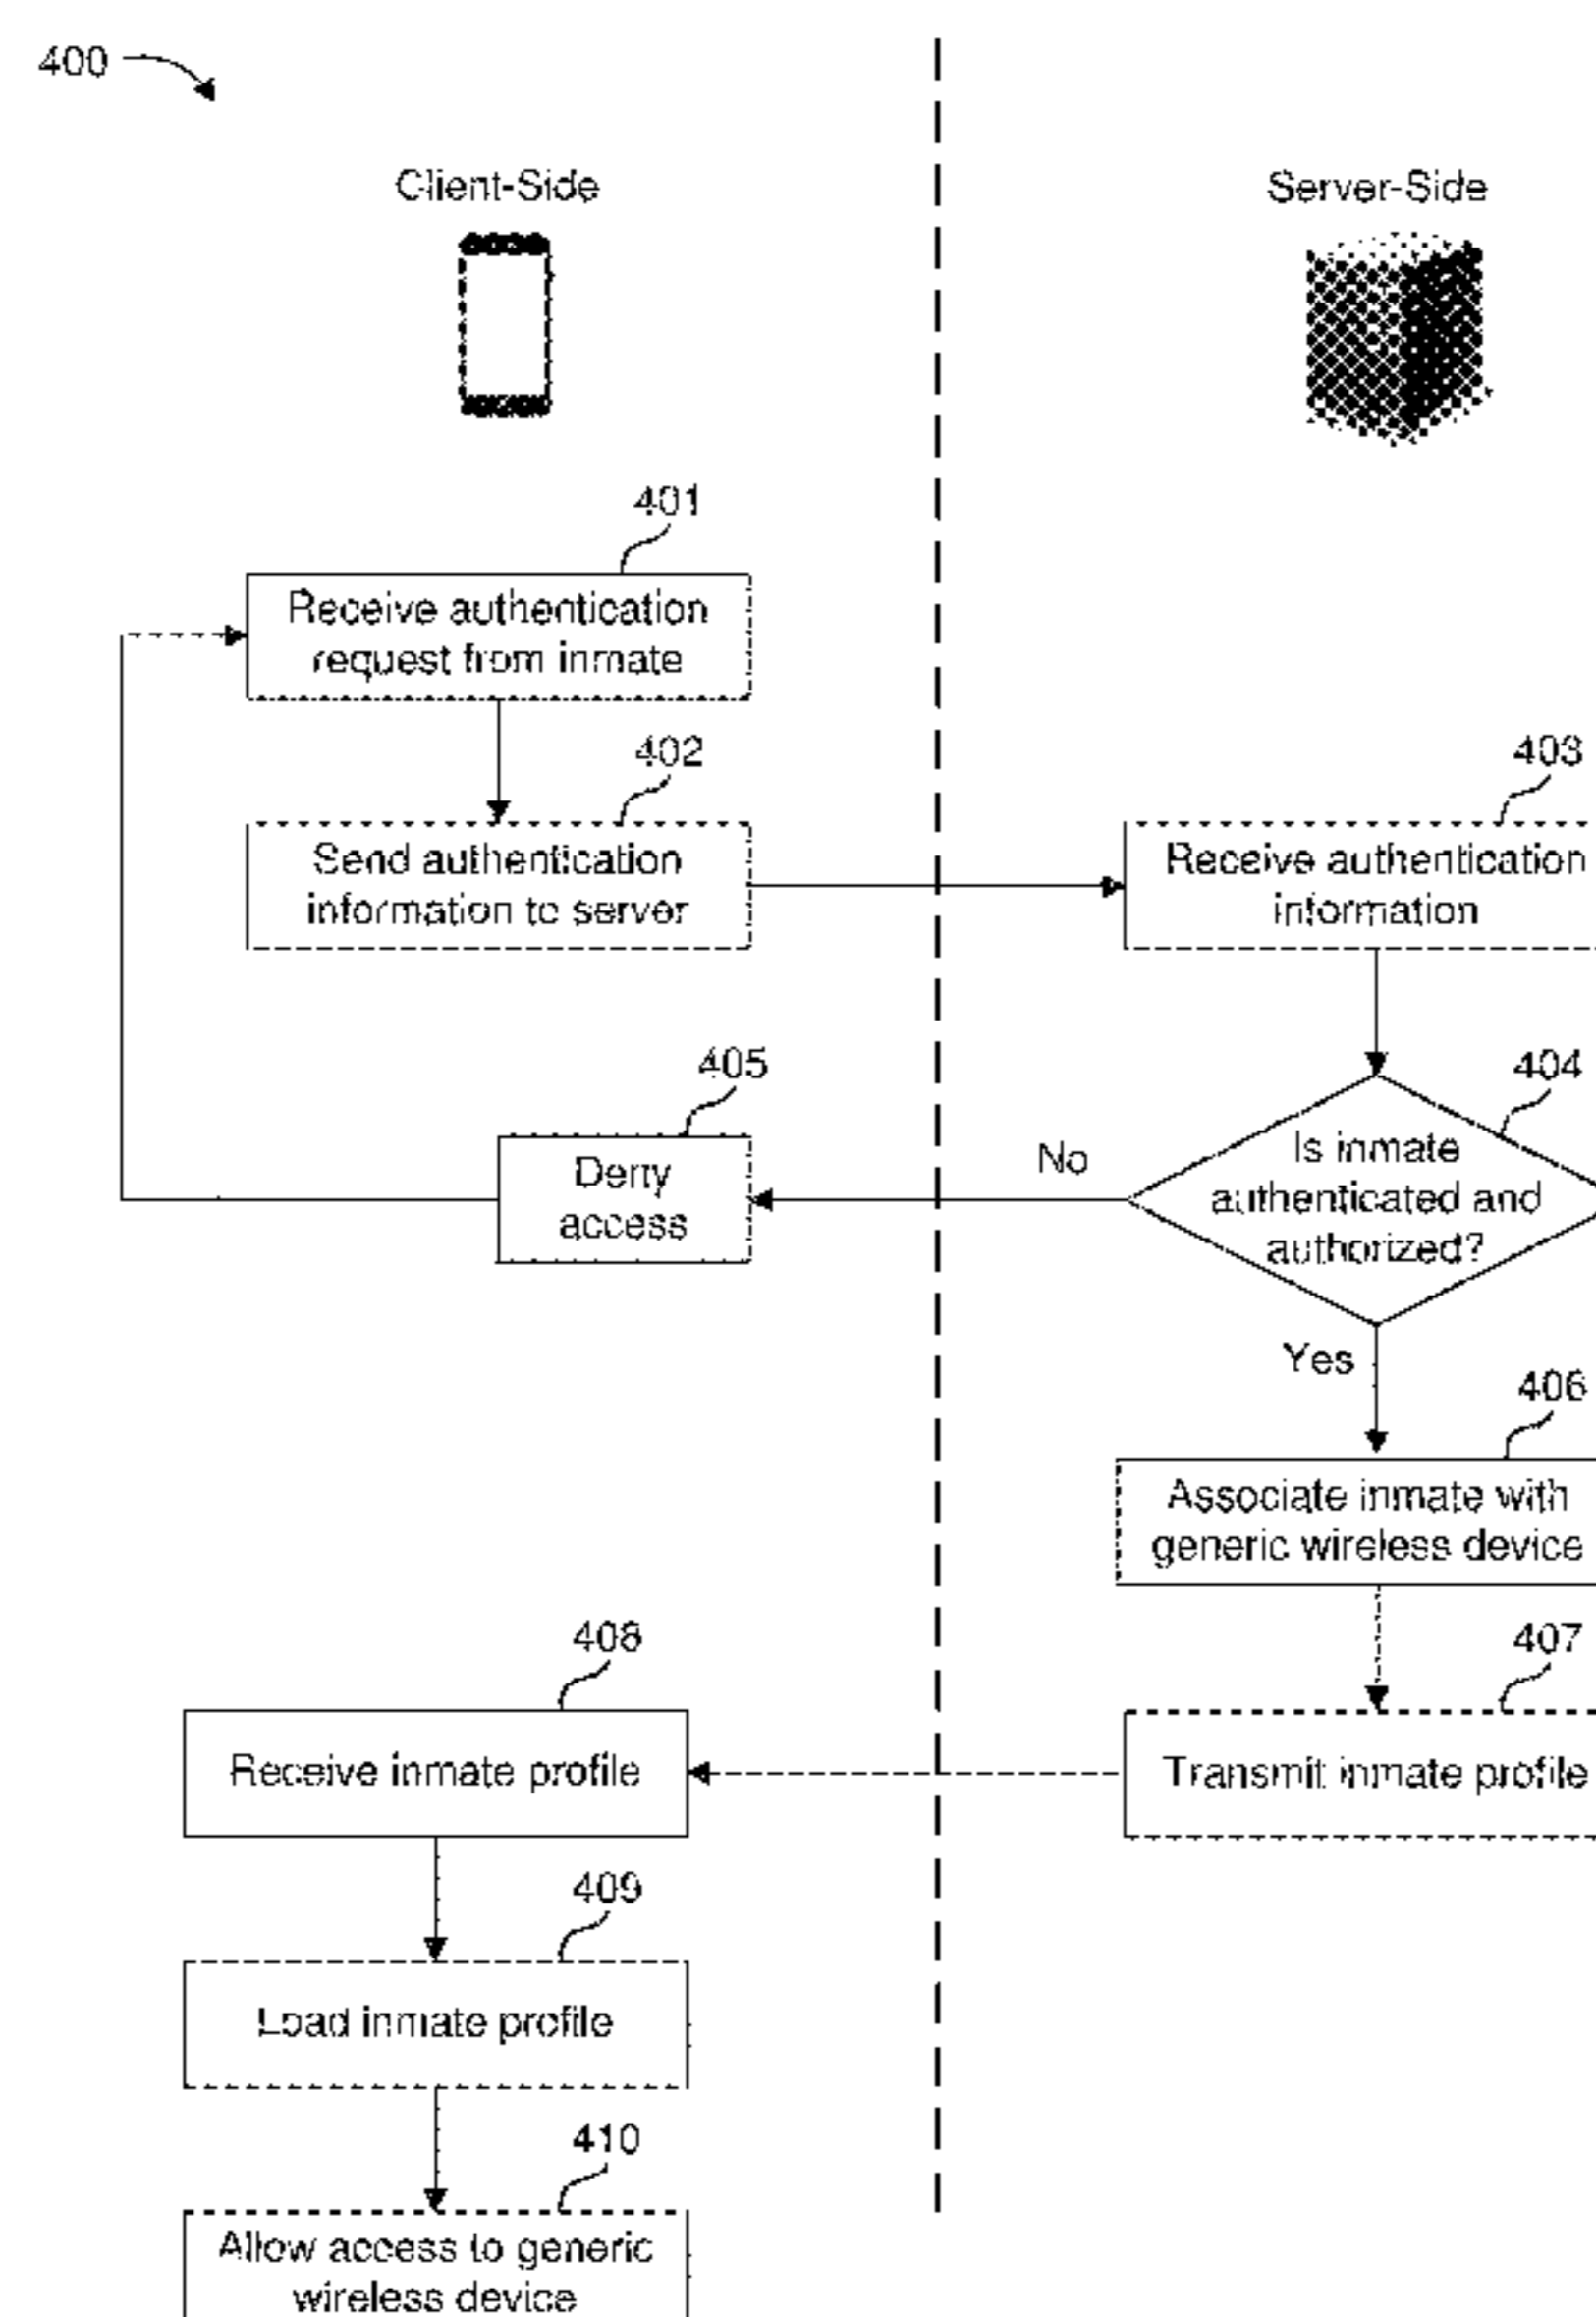 400
Client-Side
Server-Side
401
Receive authentication
request from inmate
402
Send authentication
information to server
403
Receive authentication
information
404
Is inmate
authenticated and
authorized?
No
405
Deny
access
Yes
406
Associate inmate with
generic wireless device
407
Transmit inmate profile
408
Receive inmate profile
409
Load inmate profile
410
Allow access to generic
wireless device